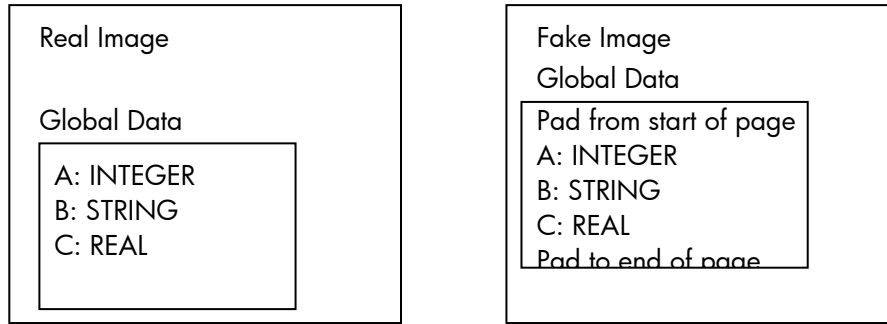 Real Image
Global Data
A: INTEGER
B: STRING
C: REAL
Fake Image
Global Data
Pad from start of page
A: INTEGER
B: STRING
C: REAL
Pad to end of page